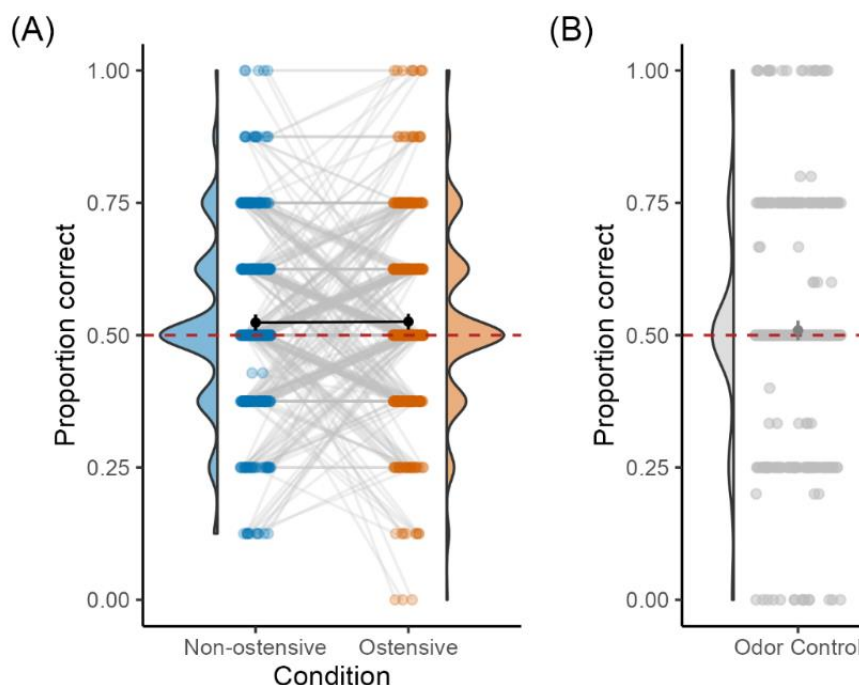 (A)
(B)
Proportion correct
1.00
0.75
0.50
0.25
0.00
Non-ostensive
Ostensive
Condition
Proportion correct
1.00
0.75
0.50
0.25
0.00
Odor Control